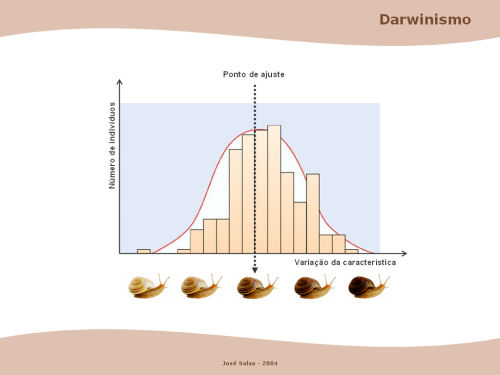 Darwinismo
Ponto de ajuste
Número de indivíduos
Variação da característica
José Salsa - 2004